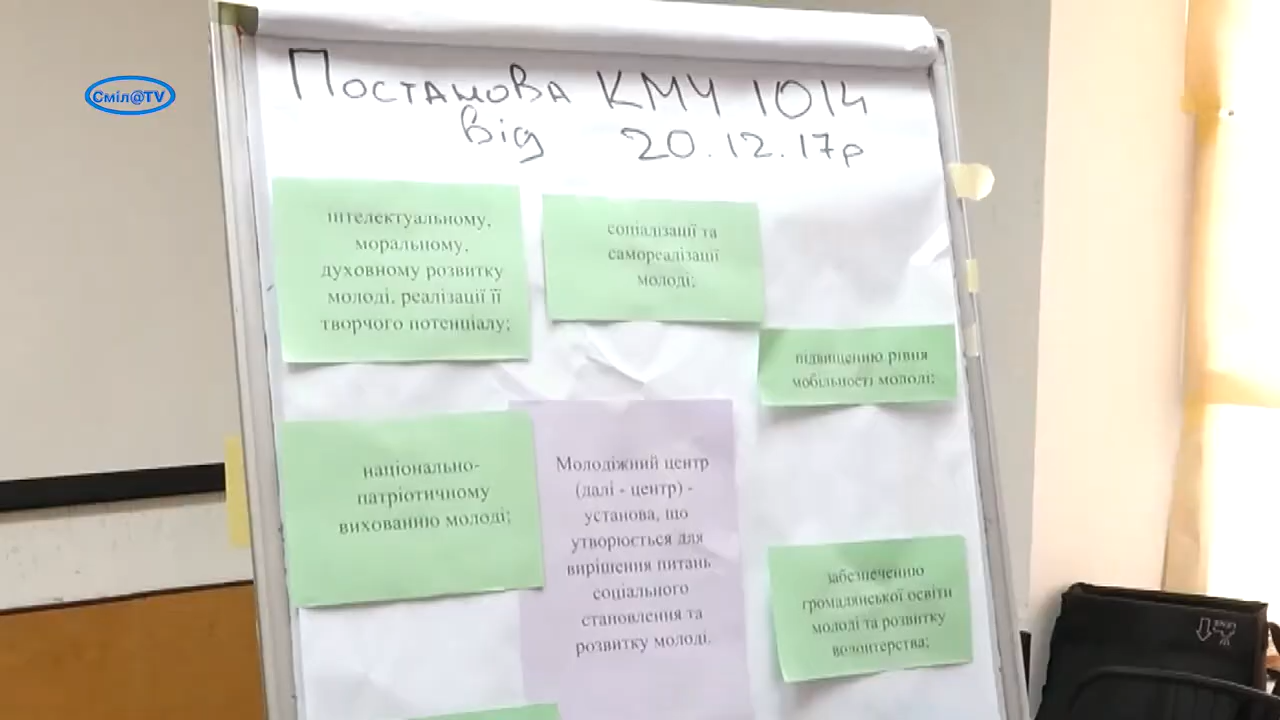 Сміл@TV
Постанова КМУ 1014
від 20.12.17р
інтелектуальному,
моральному,
духовному розвитку
молоді, реалізації її
творчого потенціалу;
соціалізації та
самореалізації
молоді;
підвищенню рівня
мобільності молоді;
національно-
патріотичному
вихованню молоді;
Молодіжний центр
(далі - центр) -
установа, що
утворюється для
вирішення питань
соціального
становлення та
розвитку молоді.
забезпеченню
громадянської освіти
молоді та розвитку
волонтерства;